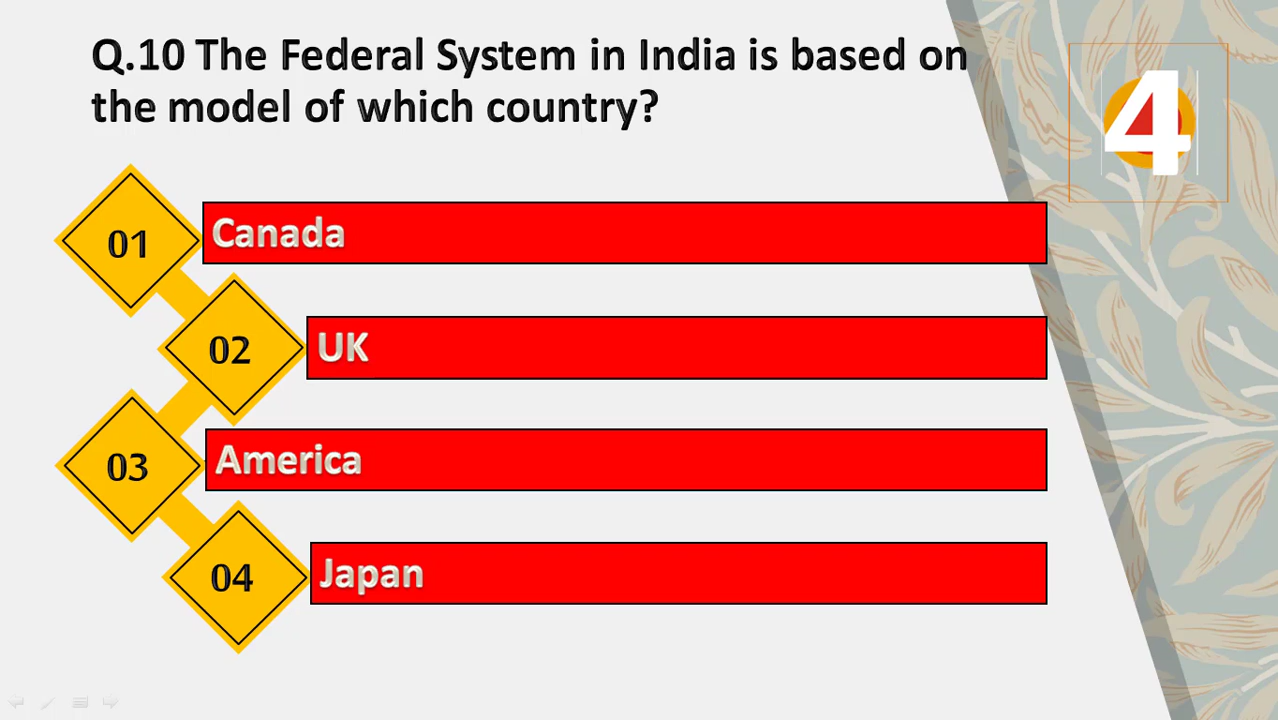 Q.10 The Federal System in India is based on
the model of which country?
4
01
Canada
02
UK
03
America
04
Japan